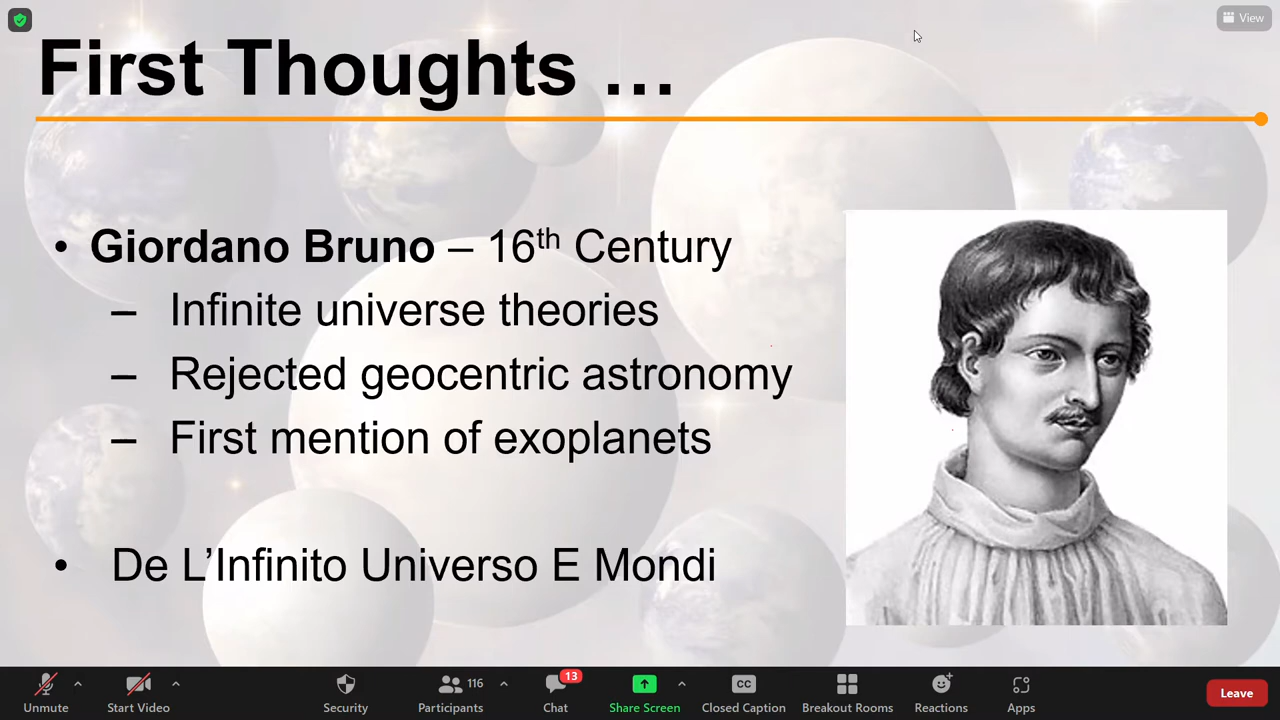 View
First Thoughts …
• Giordano Bruno – 16th Century
– Infinite universe theories
– Rejected geocentric astronomy
– First mention of exoplanets
• De L’Infinito Universo E Mondi
116
13
CC
Unmute
Start Video
Security
Participants
Chat
Share Screen
Closed Caption
Breakout Rooms
Reactions
Apps
Leave